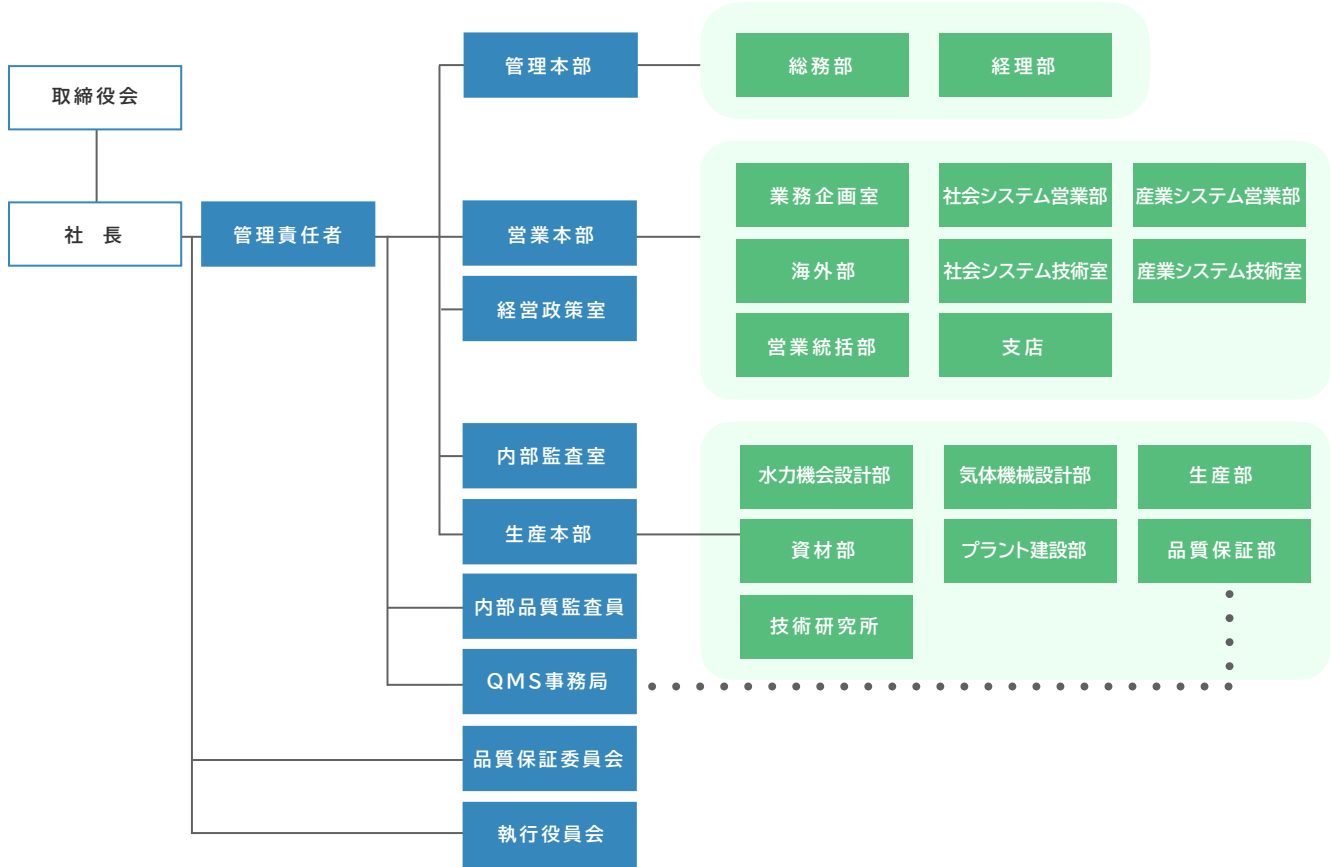 取締役会
社 長
管理責任者
管理本部
総務部
経理部
営業本部
業務企画室
社会システム営業部
産業システム営業部
海外部
社会システム技術室
産業システム技術室
営業統括部
支店
経営政策室
内部監査室
生産本部
水力機会設計部
気体機械設計部
生産部
資材部
プラント建設部
品質保証部
技術研究所
内部品質監査員
QMS事務局
品質保証委員会
執行役員会